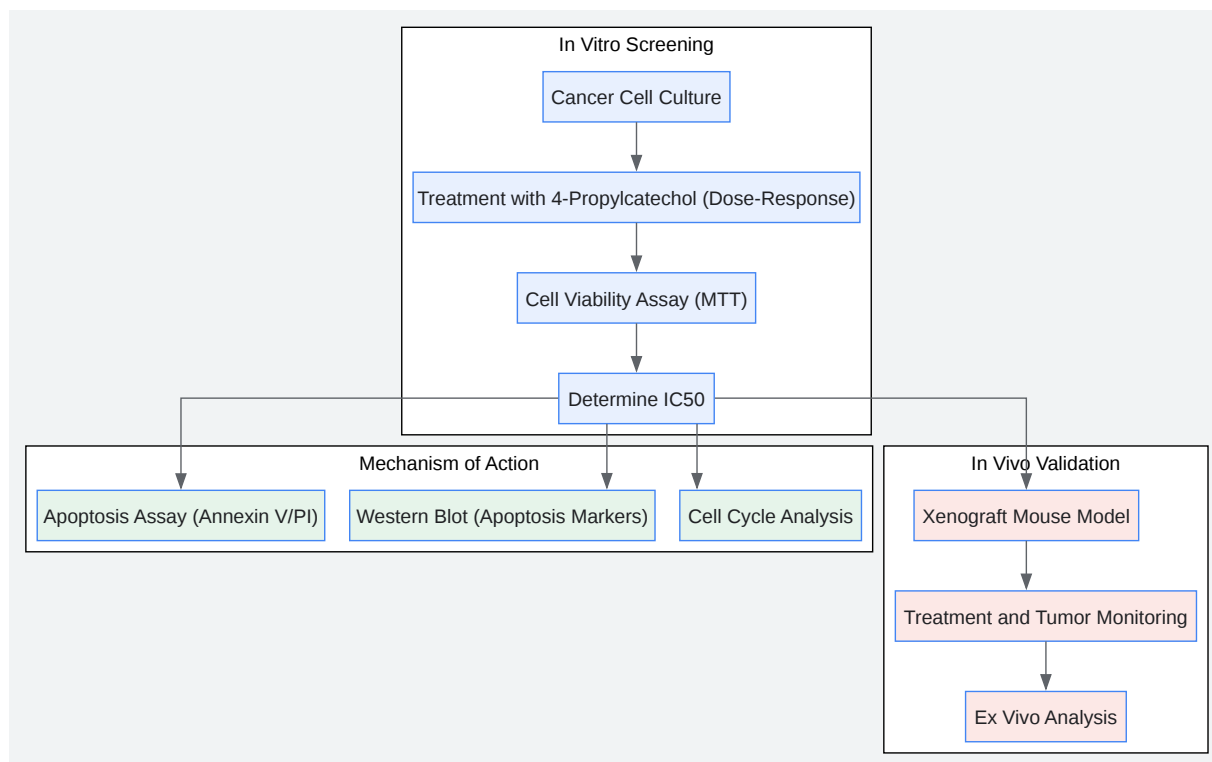 In Vitro Screening
Cancer Cell Culture
Treatment with 4-Propylcatechol (Dose-Response)
Cell Viability Assay (MTT)
Determine IC50
Mechanism of Action
Apoptosis Assay (Annexin V/PI)
Western Blot (Apoptosis Markers)
Cell Cycle Analysis
In Vivo Validation
Xenograft Mouse Model
Treatment and Tumor Monitoring
Ex Vivo Analysis